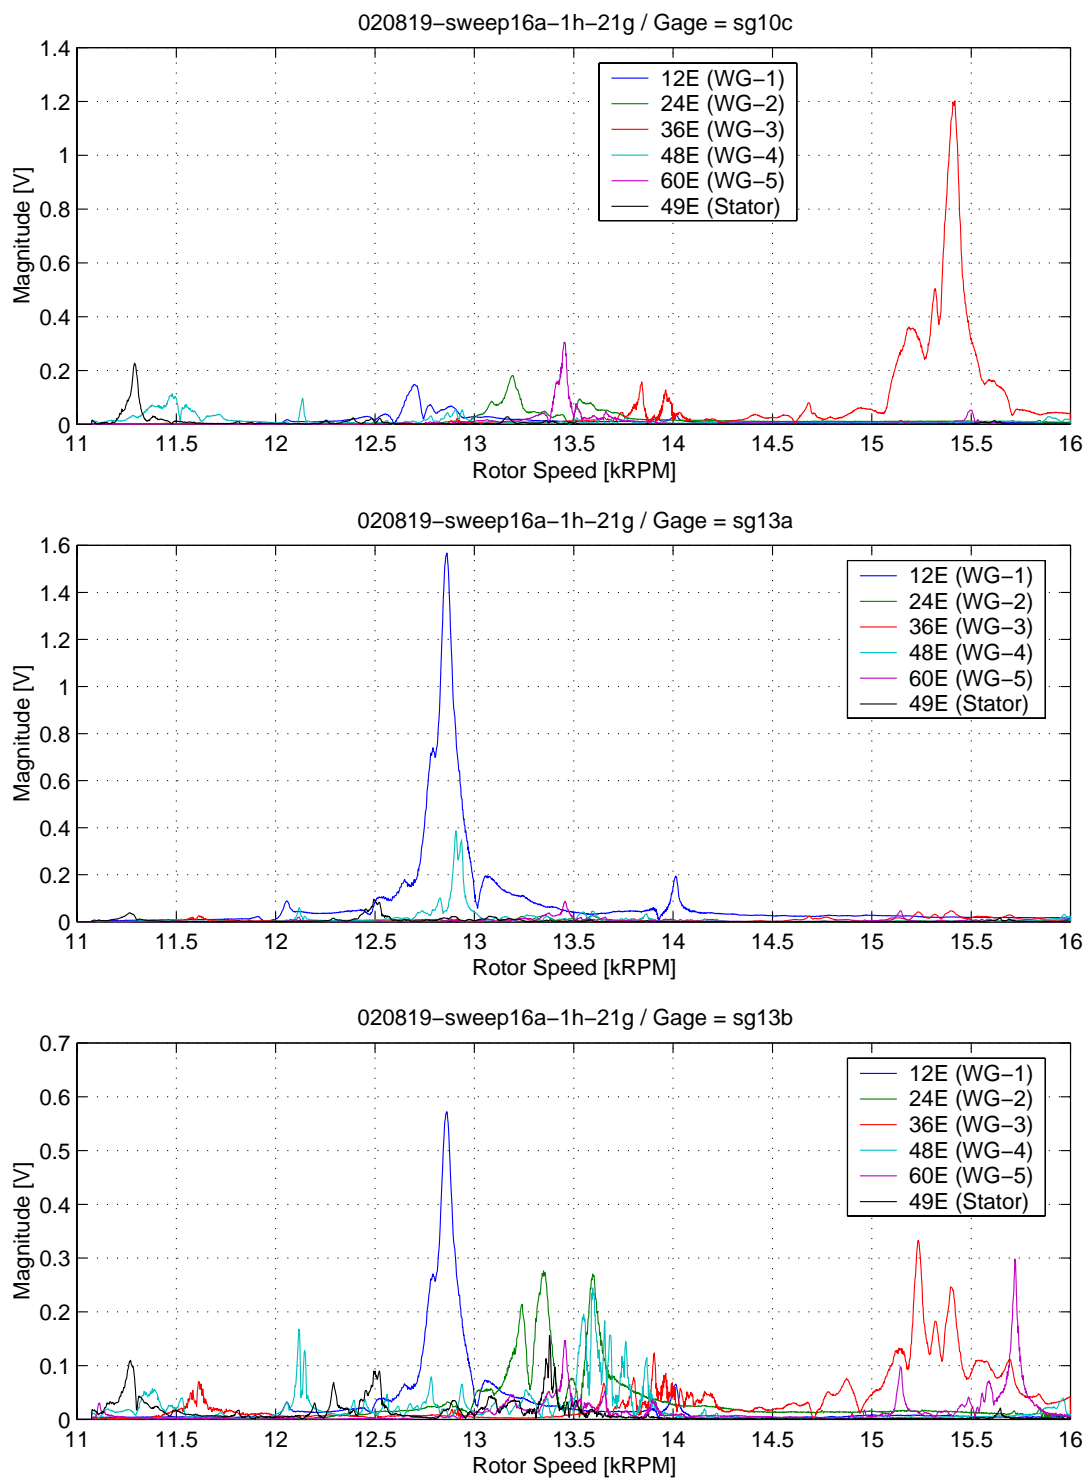 020819−sweep16a−1h−21g / Gage = sg10c
1.4
1.2
1
0.8
0.6
0.4
0.2
0
Magnitude [V]
12E (WG−1)
24E (WG−2)
36E (WG−3)
48E (WG−4)
60E (WG−5)
49E (Stator)
11 11.5 12 12.5 13 13.5 14 14.5 15 15.5 16
Rotor Speed [kRPM]
020819−sweep16a−1h−21g / Gage = sg13a
1.6
1.4
1.2
1
0.8
0.6
0.4
0.2
0
Magnitude [V]
12E (WG−1)
24E (WG−2)
36E (WG−3)
48E (WG−4)
60E (WG−5)
49E (Stator)
11 11.5 12 12.5 13 13.5 14 14.5 15 15.5 16
Rotor Speed [kRPM]
020819−sweep16a−1h−21g / Gage = sg13b
0.7
0.6
0.5
0.4
0.3
0.2
0.1
0
Magnitude [V]
12E (WG−1)
24E (WG−2)
36E (WG−3)
48E (WG−4)
60E (WG−5)
49E (Stator)
11 11.5 12 12.5 13 13.5 14 14.5 15 15.5 16
Rotor Speed [kRPM]